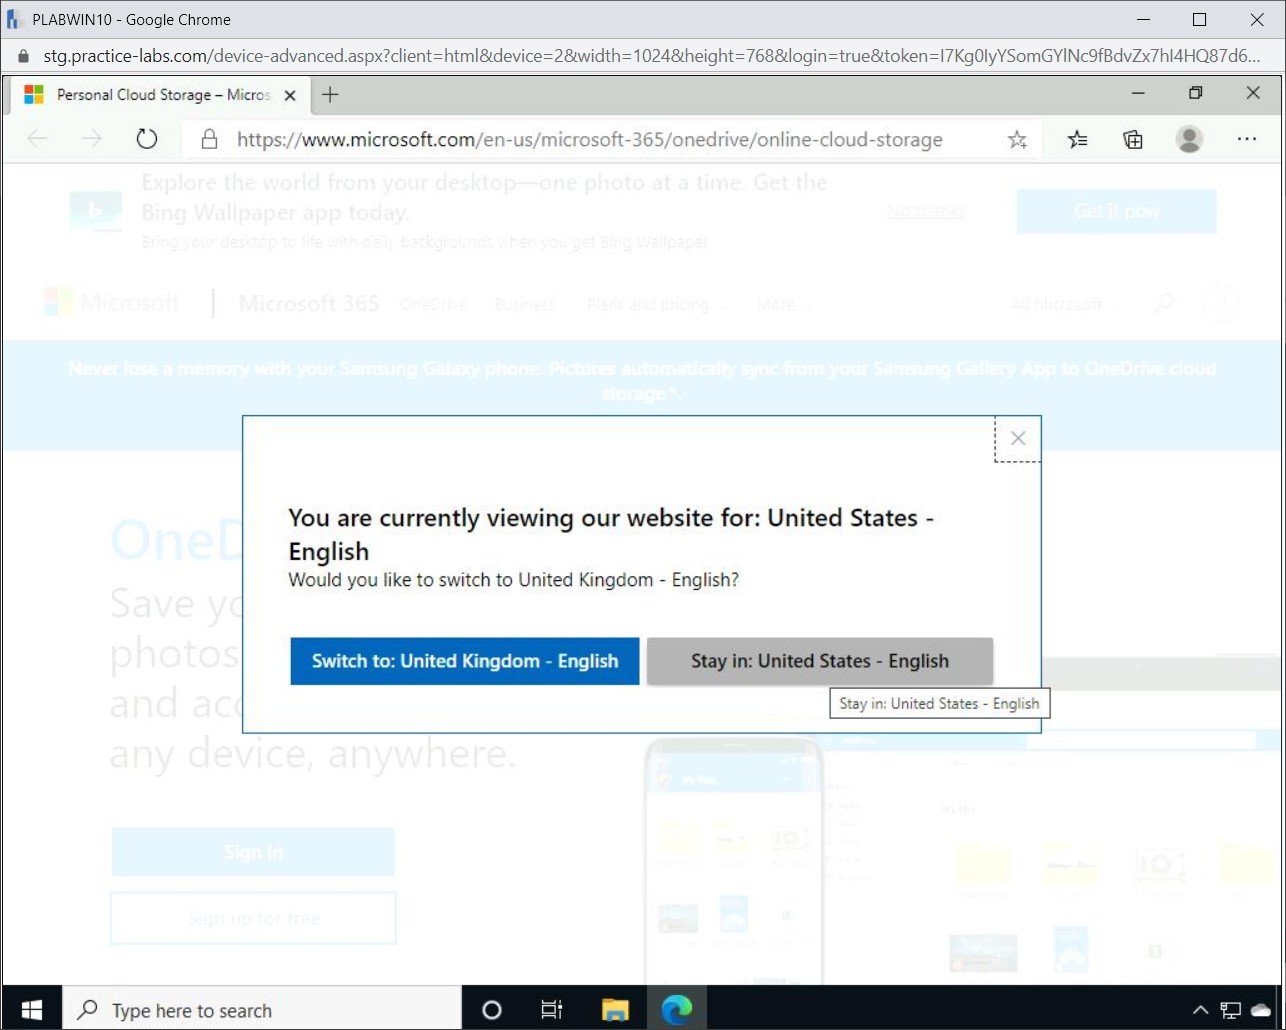 PLABWIN10 - Google Chrome
stg.practice-labs.com/device-advanced.aspx?client=html&device=2&width=1024&height=768&login=true&token=I7Kg0IyYSomGYlNc9fBdvZx7hI4HQ87d6...
Personal Cloud Storage – Micros
https://www.microsoft.com/en-us/microsoft-365/onedrive/online-cloud-storage
Explore the world from your desktop—one photo at a time. Get the
Bing Wallpaper app today.
Bring your desktop to life with daily backgrounds when you get Bing Wallpaper
No thanks
Get it now
Microsoft | Microsoft 365 OneDrive Business Plans and pricing More All Microsoft
Never lose a memory with your Samsung Galaxy phone. Pictures automatically sync from your Samsung Gallery App to OneDrive cloud
storage*.
You are currently viewing our website for: United States -
English
Would you like to switch to United Kingdom - English?
Switch to: United Kingdom - English
Stay in: United States - English
Stay in: United States - English
OneD
Save yo
photos
and acc
any device, anywhere.
Sign in
Sign up for free
Type here to search